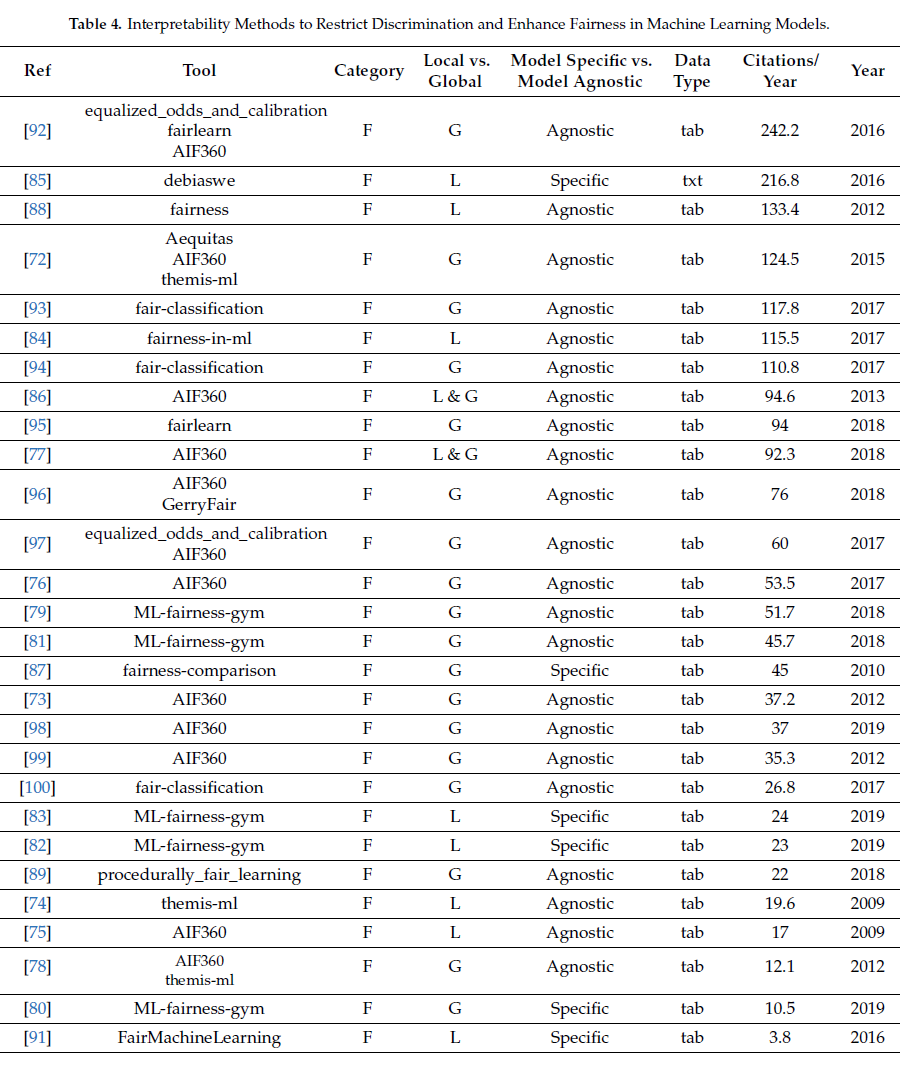 Table 4. Interpretability Methods to Restrict Discrimination and Enhance Fairness in Machine Learning Models.
Ref Tool Category Local vs. Global Model Specific vs. Model Agnostic Data Type Citations/ Year Year
[92] equalized_odds_and_calibration fairlearn AIF360 F G Agnostic tab 242.2 2016
[85] debiaswe F L Specific txt 216.8 2016
[88] fairness F L Agnostic tab 133.4 2012
[72] Aequitas AIF360 themis-ml F G Agnostic tab 124.5 2015
[93] fair-classification F G Agnostic tab 117.8 2017
[84] fairness-in-ml F L Agnostic tab 115.5 2017
[94] fair-classification F G Agnostic tab 110.8 2017
[86] AIF360 F L & G Agnostic tab 94.6 2013
[95] fairlearn F G Agnostic tab 94 2018
[77] AIF360 F L & G Agnostic tab 92.3 2018
[96] AIF360 GerryFair F G Agnostic tab 76 2018
[97] equalized_odds_and_calibration AIF360 F G Agnostic tab 60 2017
[76] AIF360 F G Agnostic tab 53.5 2017
[79] ML-fairness-gym F G Agnostic tab 51.7 2018
[81] ML-fairness-gym F G Agnostic tab 45.7 2018
[87] fairness-comparison F G Specific tab 45 2010
[73] AIF360 F G Agnostic tab 37.2 2012
[98] AIF360 F G Agnostic tab 37 2019
[99] AIF360 F G Agnostic tab 35.3 2012
[100] fair-classification F G Agnostic tab 26.8 2017
[83] ML-fairness-gym F L Specific tab 24 2019
[82] ML-fairness-gym F L Specific tab 23 2019
[89] procedurally_fair_learning F G Agnostic tab 22 2018
[74] themis-ml F L Agnostic tab 19.6 2009
[75] AIF360 F L Agnostic tab 17 2009
[78] AIF360 themis-ml F G Agnostic tab 12.1 2012
[80] ML-fairness-gym F G Specific tab 10.5 2019
[91] FairMachineLearning F L Specific tab 3.8 2016